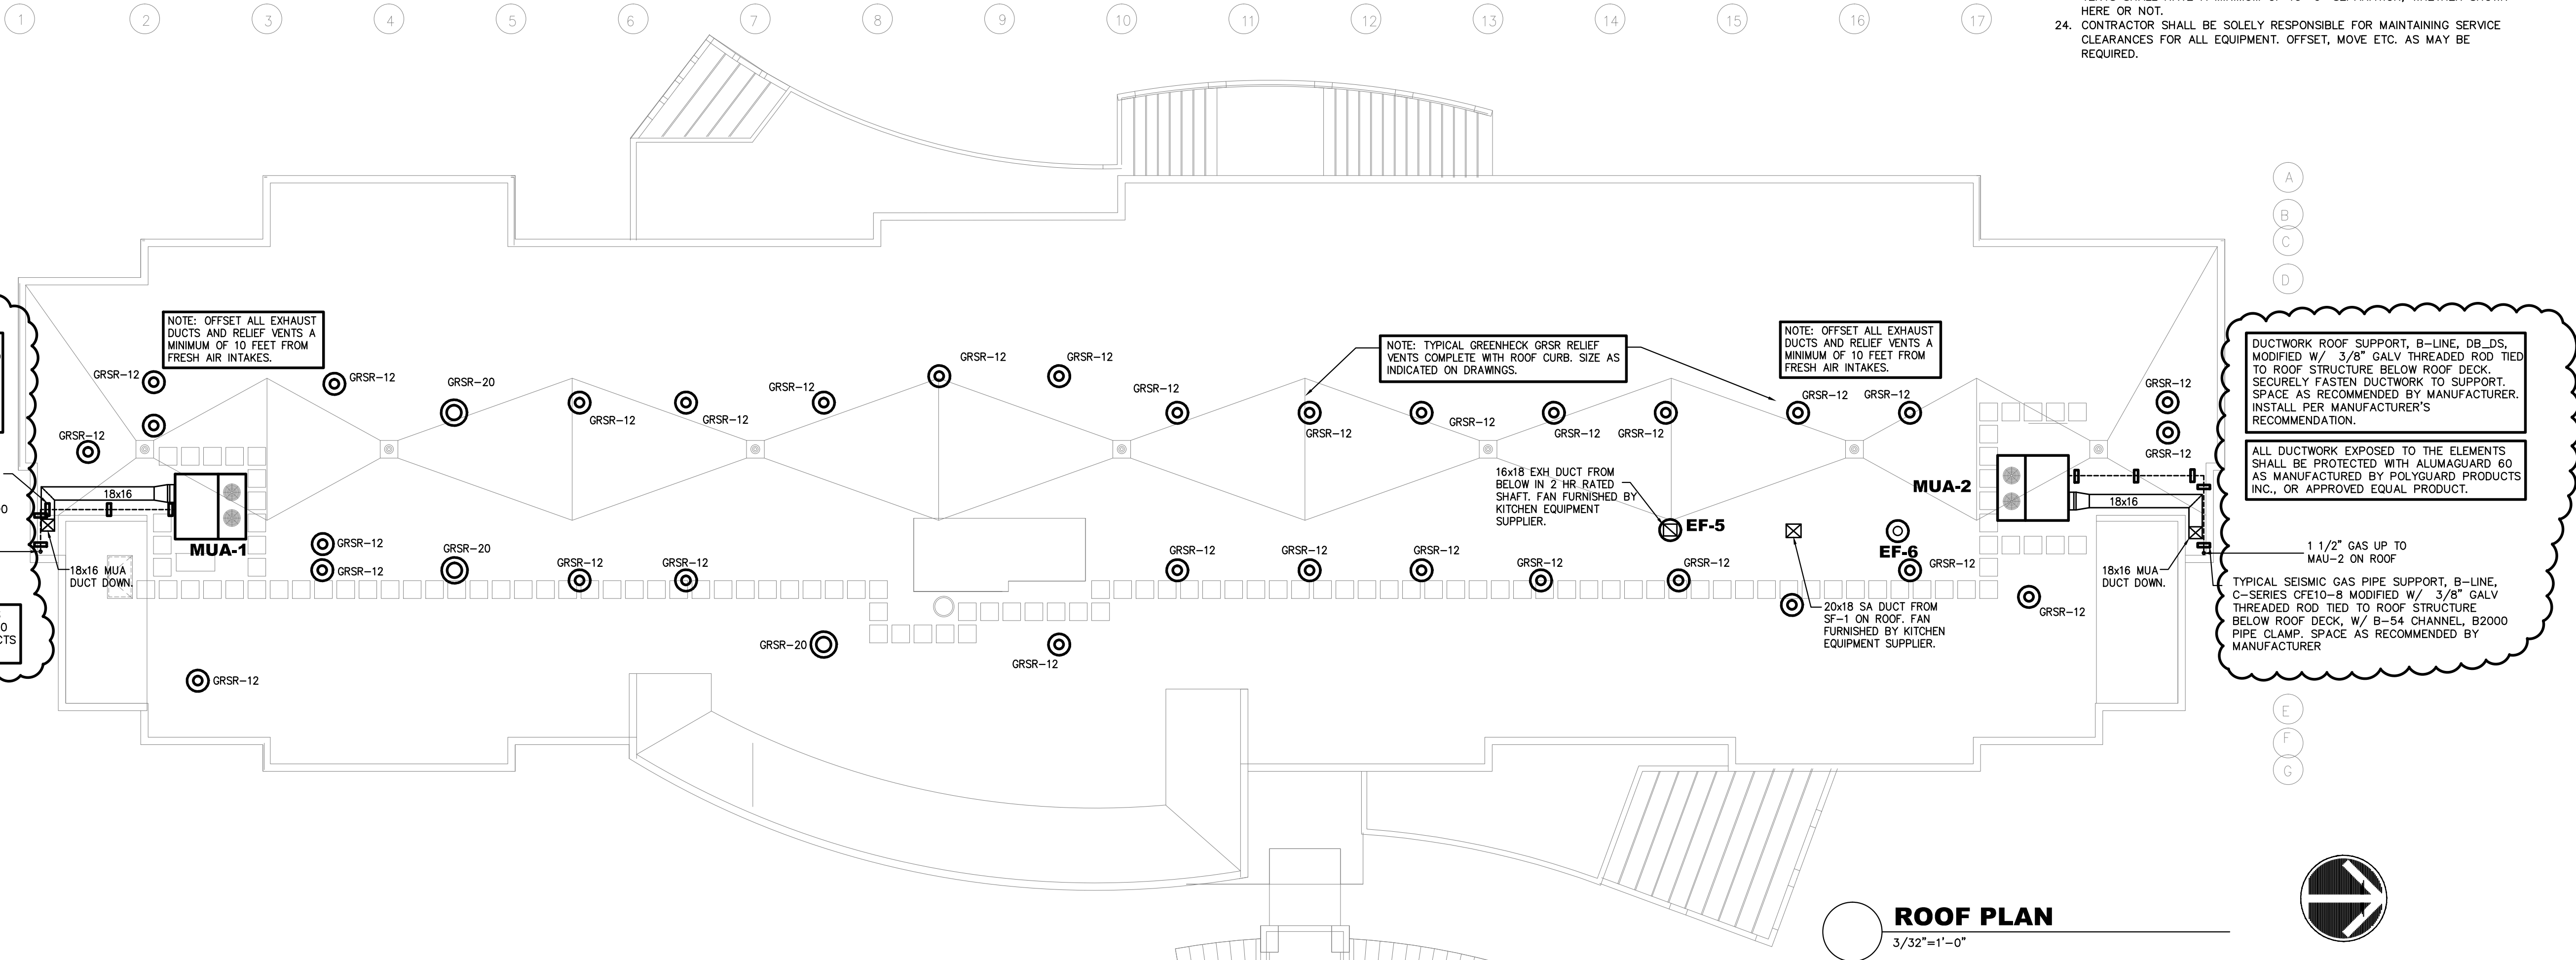 1 2 3 4 5 6 7 8 9 10 11 12 13 14 15 16 17
HERE OR NOT.
24. CONTRACTOR SHALL BE SOLELY RESPONSIBLE FOR MAINTAINING SERVICE
CLEARANCES FOR ALL EQUIPMENT. OFFSET, MOVE ETC. AS MAY BE
REQUIRED.
A
B
C
D
NOTE: OFFSET ALL EXHAUST
DUCTS AND RELIEF VENTS A
MINIMUM OF 10 FEET FROM
FRESH AIR INTAKES.
NOTE: TYPICAL GREENHECK GRSR RELIEF
VENTS COMPLETE WITH ROOF CURB. SIZE AS
INDICATED ON DRAWINGS.
NOTE: OFFSET ALL EXHAUST
DUCTS AND RELIEF VENTS A
MINIMUM OF 10 FEET FROM
FRESH AIR INTAKES.
DUCTWORK ROOF SUPPORT, B-LINE, DB_DS,
MODIFIED W/ 3/8" GALV THREADED ROD TIED
TO ROOF STRUCTURE BELOW ROOF DECK.
SECURELY FASTEN DUCTWORK TO SUPPORT.
SPACE AS RECOMMENDED BY MANUFACTURER.
INSTALL PER MANUFACTURER'S
RECOMMENDATION.
ALL DUCTWORK EXPOSED TO THE ELEMENTS
SHALL BE PROTECTED WITH ALUMAGUARD 60
AS MANUFACTURED BY POLYGUARD PRODUCTS
INC., OR APPROVED EQUAL PRODUCT.
GRSR-12
GRSR-12
GRSR-12
GRSR-20
GRSR-12
GRSR-12
GRSR-12
GRSR-12
GRSR-12
GRSR-12
GRSR-12
GRSR-12
GRSR-12
GRSR-12
GRSR-12
GRSR-12
GRSR-12
GRSR-12
18x16
MUA-1
18x16 MUA
DUCT DOWN.
16x18 EXH DUCT FROM
BELOW IN 2 HR RATED
SHAFT. FAN FURNISHED BY
KITCHEN EQUIPMENT
SUPPLIER.
EF-5
EF-6
MUA-2
18x16
18x16 MUA
DUCT DOWN.
1 1/2" GAS UP TO
MAU-2 ON ROOF
TYPICAL SEISMIC GAS PIPE SUPPORT, B-LINE,
C-SERIES CFE10-8 MODIFIED W/ 3/8" GALV
THREADED ROD TIED TO ROOF STRUCTURE
BELOW ROOF DECK, W/ B-54 CHANNEL, B2000
PIPE CLAMP. SPACE AS RECOMMENDED BY
MANUFACTURER
GRSR-12
GRSR-12
GRSR-20
GRSR-12
GRSR-12
GRSR-12
GRSR-12
GRSR-12
GRSR-12
GRSR-12
GRSR-12
GRSR-12
20x18 SA DUCT FROM
SF-1 ON ROOF. FAN
FURNISHED BY KITCHEN
EQUIPMENT SUPPLIER.
GRSR-20
GRSR-12
GRSR-12
E
F
G
ROOF PLAN
3/32"=1'-0"